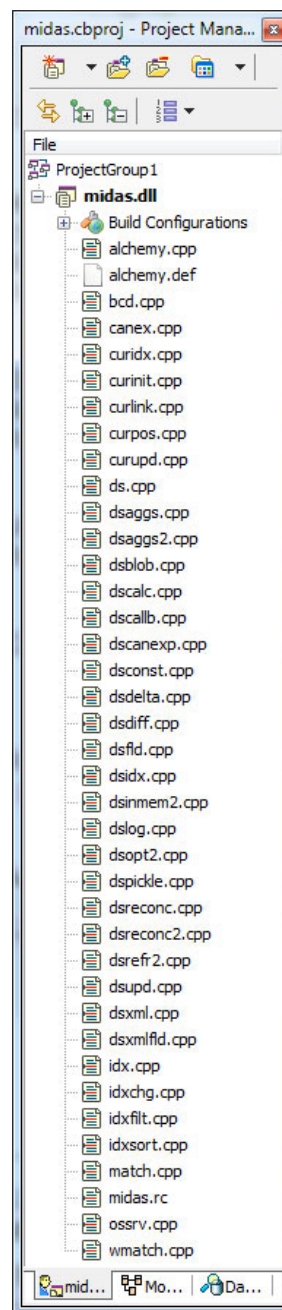 midas.cbproj - Project Mana...
File
ProjectGroup1
midas.dll
Build Configurations
alchemy.cpp
alchemy.def
bcd.cpp
canex.cpp
curidx.cpp
curinit.cpp
curlink.cpp
curpos.cpp
curupd.cpp
ds.cpp
dsaggs.cpp
dsaggs2.cpp
dsblob.cpp
dscalc.cpp
dscallb.cpp
dscanexp.cpp
dsconst.cpp
dsdelta.cpp
dsdiff.cpp
dsfld.cpp
dsidx.cpp
dsinmem2.cpp
dslog.cpp
dsopt2.cpp
dspickle.cpp
dsreconc.cpp
dsreconc2.cpp
dsrefr2.cpp
dsupd.cpp
dsxml.cpp
dsxmlfld.cpp
idx.cpp
idxchg.cpp
idxfilt.cpp
idxsort.cpp
match.cpp
midas.rc
ossrv.cpp
wmatch.cpp
mid... Mo... Da...